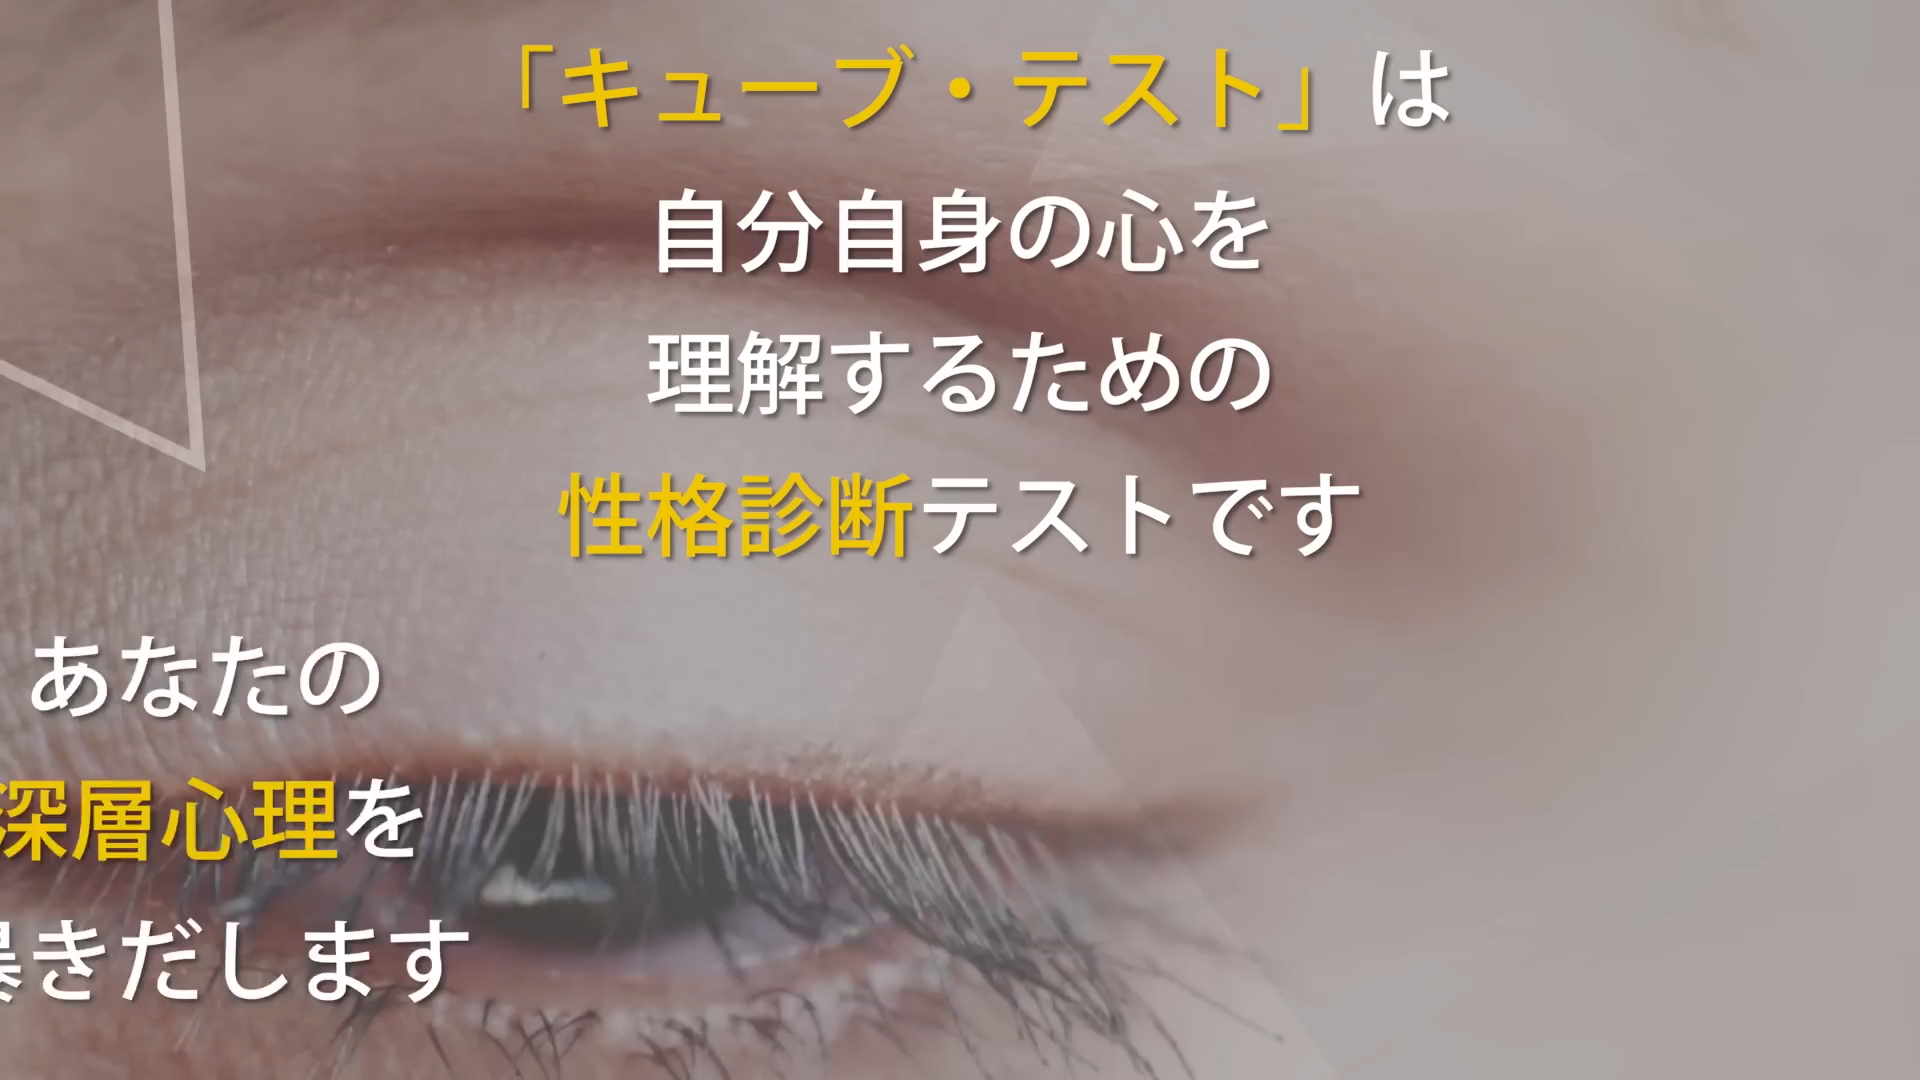 「キューブ・テスト」は
自分自身の心を
理解するための
性格診断テストです
あなたの
深層心理を
暴きだします